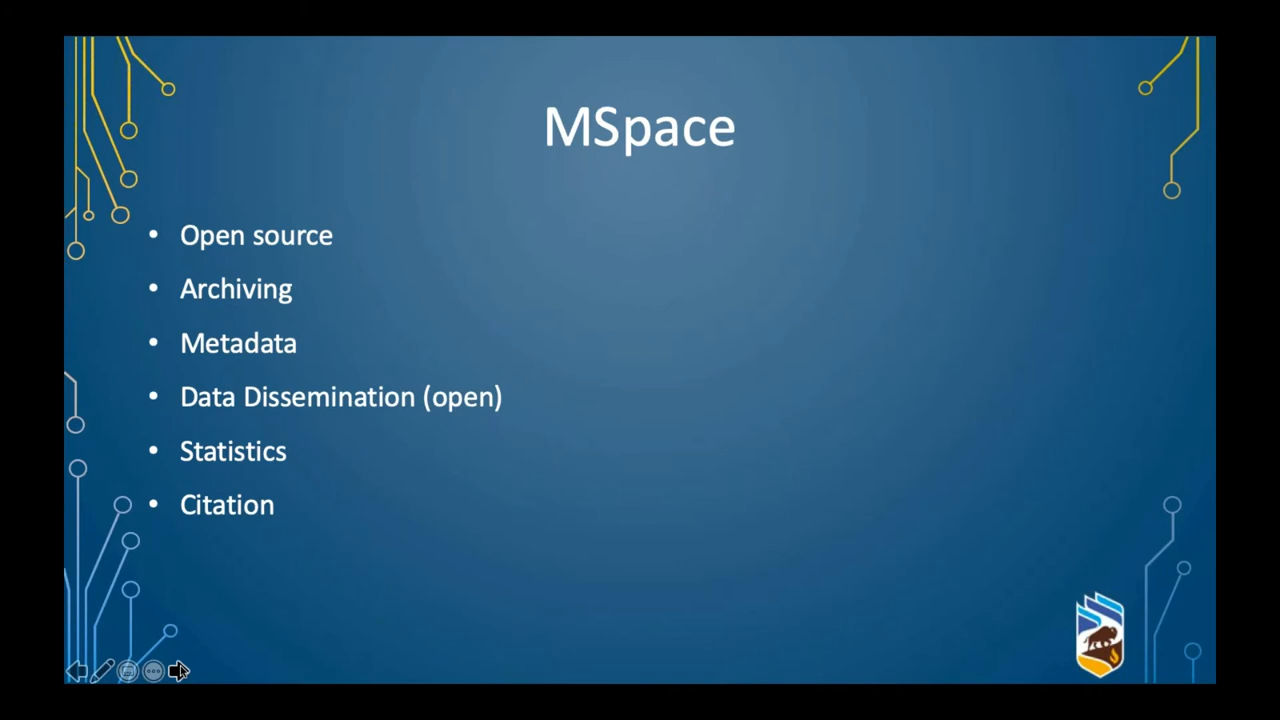 MSpace
• Open source
• Archiving
• Metadata
• Data Dissemination (open)
• Statistics
• Citation